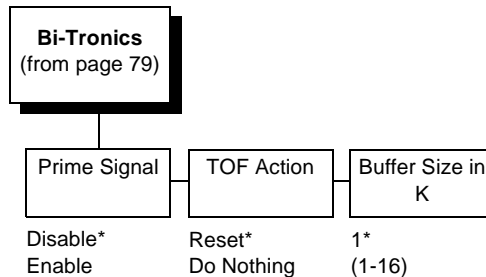 Bi-Tronics
(from page 79)
Prime Signal
TOF Action
Buffer Size in
K
Disable*
Enable
Reset*
Do Nothing
1*
(1-16)